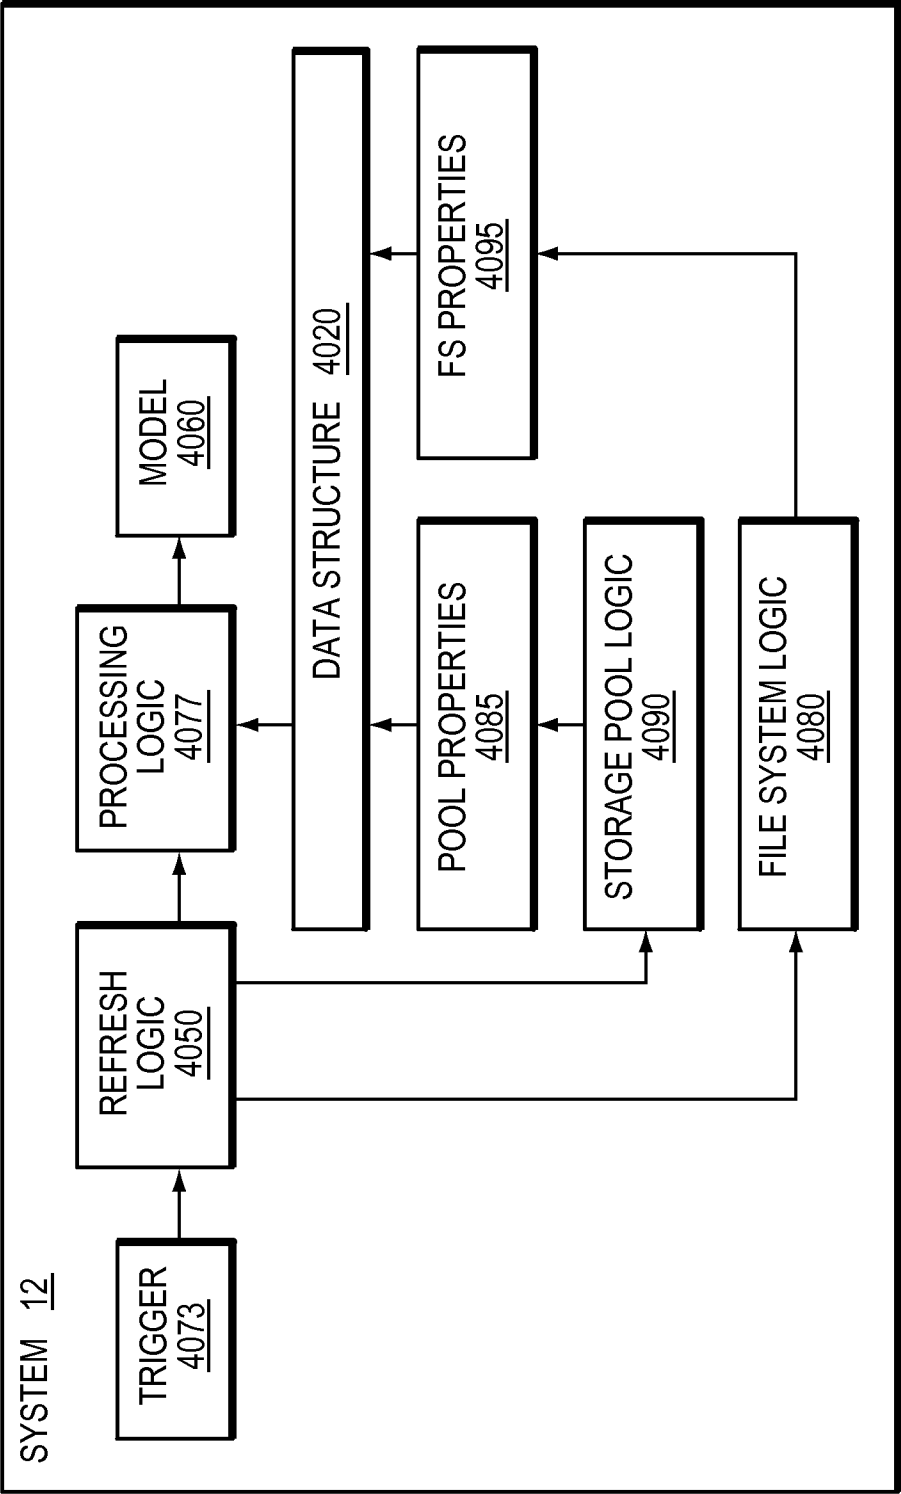 SYSTEM 12
TRIGGER
4073
REFRESH
LOGIC
4050
PROCESSING
LOGIC
4077
MODEL
4060
DATA STRUCTURE 4020
POOL PROPERTIES
4085
FS PROPERTIES
4095
STORAGE POOL LOGIC
4090
FILE SYSTEM LOGIC
4080